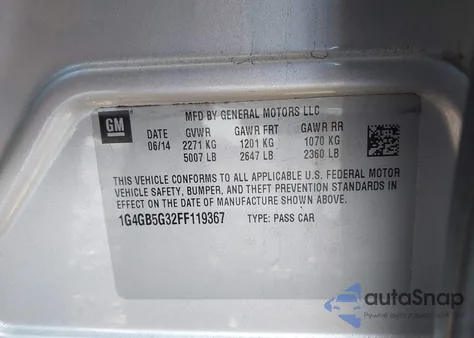 MFD BY GENERAL MOTORS LLC
GM
DATE GVWR GAWR FRT GAWR RR
06/14 2271 KG 1201 KG 1070 KG
5007 LB 2647 LB 2360 LB
THIS VEHICLE CONFORMS TO ALL APPLICABLE U.S. FEDERAL MOTOR
VEHICLE SAFETY, BUMPER, AND THEFT PREVENTION STANDARDS IN
EFFECT ON THE DATE OF MANUFACTURE SHOWN ABOVE.
1G4GB5G32FF119367 TYPE: PASS CAR
autoSnap
Pewne auta z